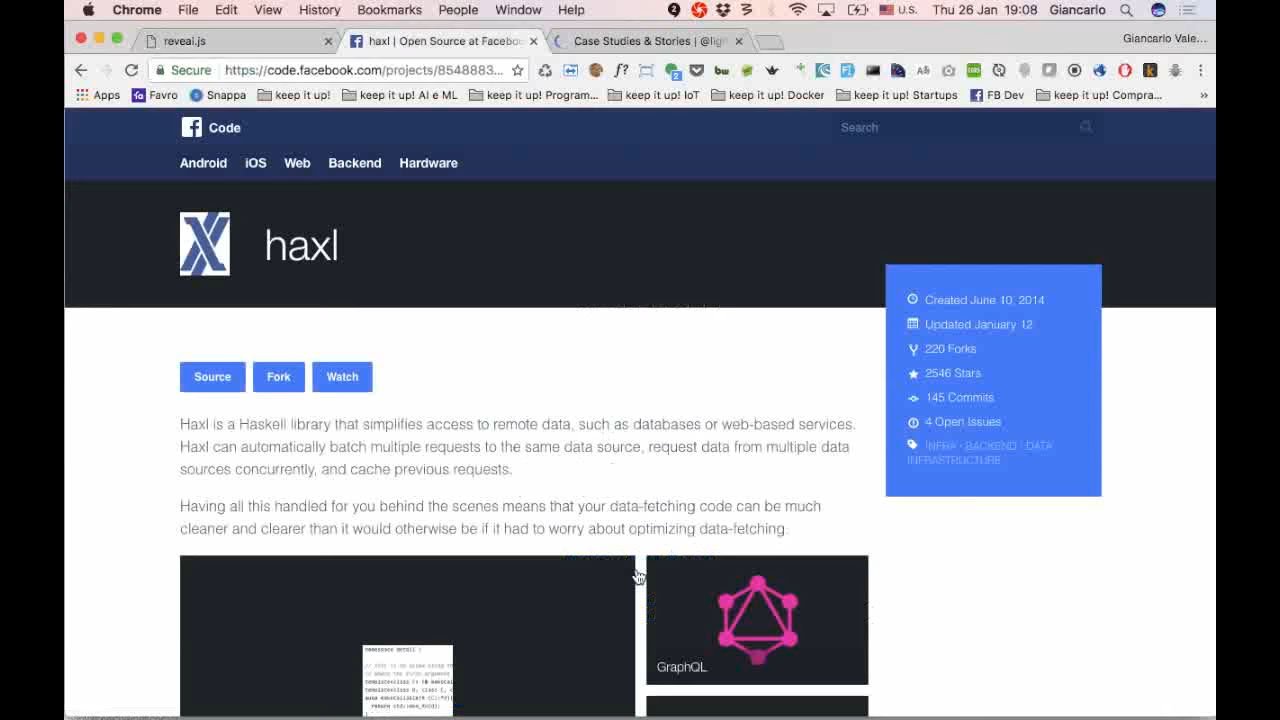 Chrome File Edit View History Bookmarks People Window Help 2 U.S. Thu 26 Jan 19:08 Giancarlo
reveal.js haxl | Open Source at Faceboo Case Studies & Stories | @ligh Giancarlo Vale...
Secure https://code.facebook.com/projects/8548883...
Apps Favro Snappa keep it up! keep it up! AI e ML keep it up! Program... keep it up! IoT keep it up! Docker keep it up! Startups FB Dev keep it up! Compra... »
Code Search
Android iOS Web Backend Hardware
haxl
Created June 10, 2014
Updated January 12
220 Forks
2546 Stars
145 Commits
4 Open Issues
INFRA · BACKEND · DATA
INFRASTRUCTURE
Source Fork Watch
Haxl is a Haskell library that simplifies access to remote data, such as databases or web-based services.
Haxl can automatically batch multiple requests to the same data source, request data from multiple data
sources concurrently, and cache previous requests.
Having all this handled for you behind the scenes means that your data-fetching code can be much
cleaner and clearer than it would otherwise be if it had to worry about optimizing data-fetching.
GraphQL